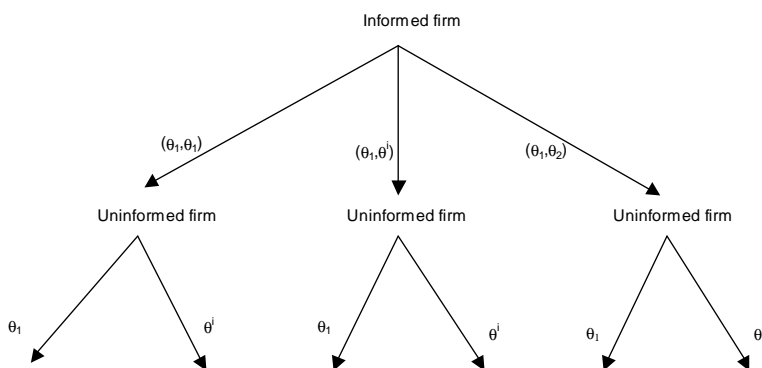 Informed firm
(θ₁,θ₁)
(θ₁,θⁱ)
(θ₁,θ₂)
Uninformed firm Uninformed firm Uninformed firm
θ₁ θⁱ θ₁ θⁱ θ₁ θ